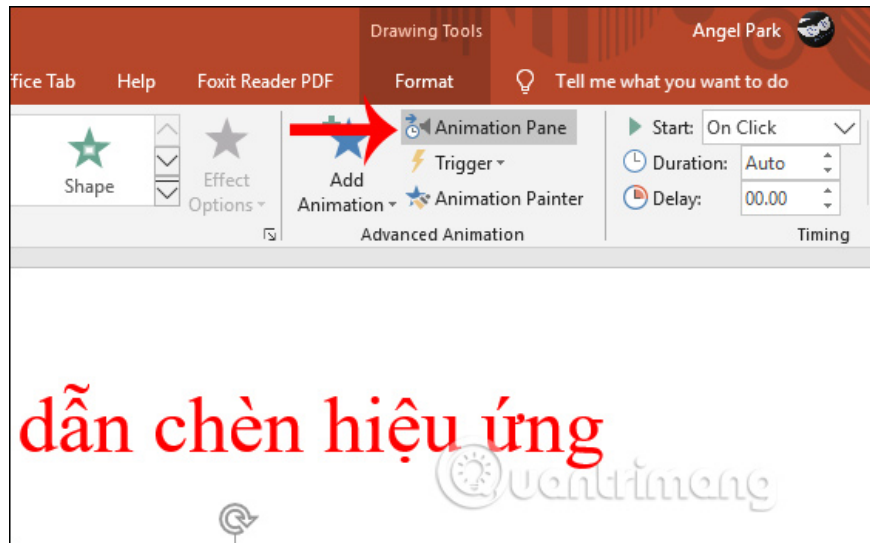 Drawing Tools
Angel Park
ffice Tab Help Foxit Reader PDF Format Tell me what you want to do
Shape
Effect Options
Add Animation
Animation Pane
Trigger
Animation Painter
Advanced Animation
Start: On Click
Duration: Auto
Delay: 00.00
Timing
dẫn chèn hiệu ứng
Quantrimang